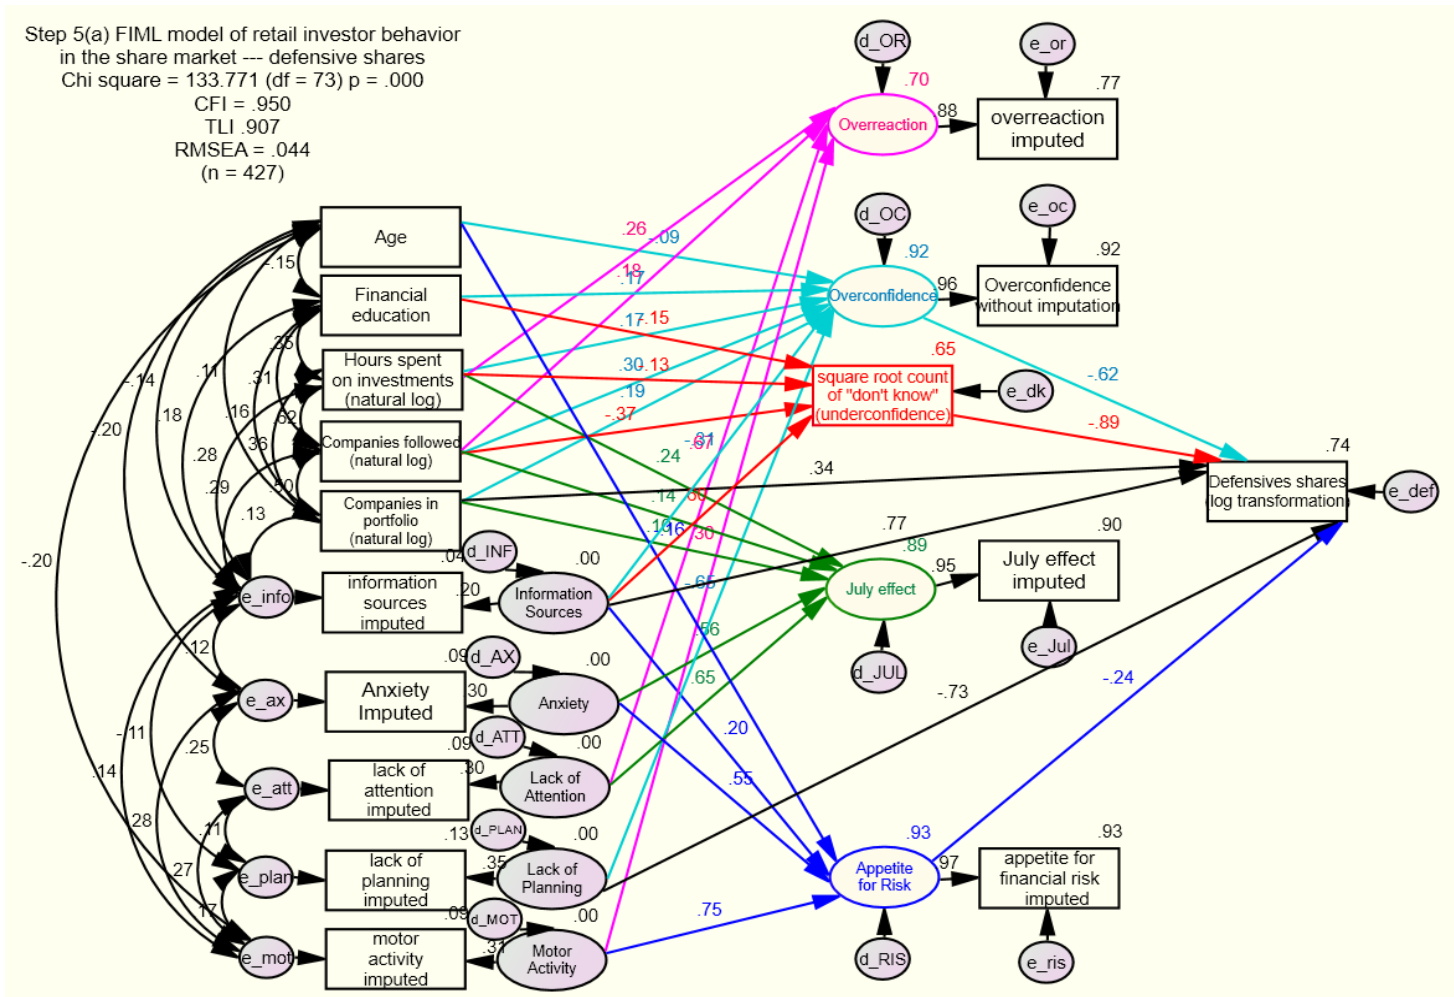 Step 5(a) FIML model of retail investor behavior
in the share market --- defensive shares
Chi square = 133.771 (df = 73) p = .000
CFI = .950
TLI .907
RMSEA = .044
(n = 427)
d_OR
e_or
.70
.77
Overreaction
.88
overreaction
imputed
d_OC
e_oc
.92
.92
Overconfidence
.96
Overconfidence
without imputation
Age
Financial
education
Hours spent
on investments
(natural log)
Companies followed
(natural log)
Companies in
portfolio
(natural log)
information
sources
imputed
Anxiety
Imputed
lack of
attention
imputed
lack of
planning
imputed
motor
activity
imputed
-.15
.35
.11
.31
-.14
.18
.16
.62
-.20
.36
.28
.29
.50
.13
-.20
.12
-.11
.25
.14
.28
.11
.27
.17
e_info
e_ax
e_att
e_plan
e_mot
d_INF
.04
.00
.20
Information
Sources
d_AX
.09
.00
.30
Anxiety
d_ATT
.09
.00
.30
Lack of
Attention
d_PLAN
.13
.00
.35
Lack of
Planning
d_MOT
.09
.00
.31
Motor
Activity
.26
-.09
.18
.17
.17
-.15
.30
-.13
.19
-.37
.67
.24
.14
.16
.30
-.65
.56
.65
.20
.55
.75
.34
.77
-.73
.65
square root count
of "don't know"
(underconfidence)
e_dk
-.62
-.89
.74
Defensives shares
(log transformation)
e_def
.89
July effect
.95
.90
July effect
imputed
d_JUL
e_Jul
-.24
.93
Appetite
for Risk
.97
.93
appetite for
financial risk
imputed
d_RIS
e_ris